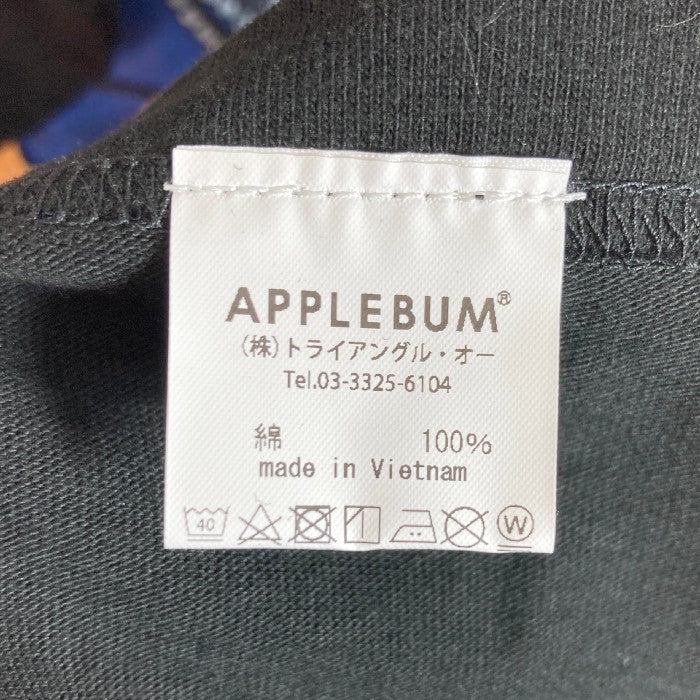 APPLEBUM®
(株)トライアングル・オー
Tel.03-3325-6104
綿 100%
made in Vietnam
40 W